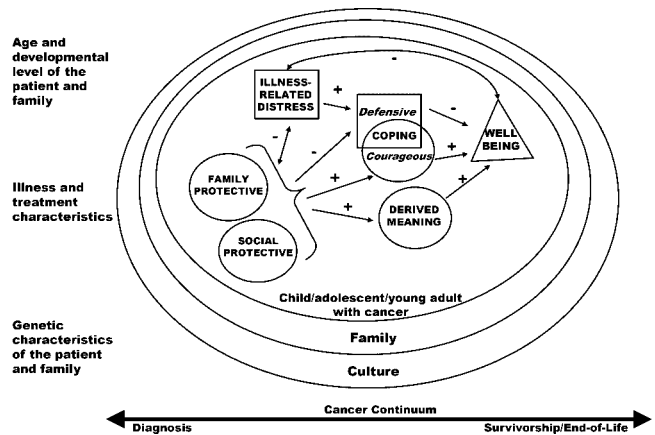 Age and
developmental
level of the
patient and
family
Illness and
treatment
characteristics
Genetic
characteristics
of the patient
and family
-
ILLNESS-
RELATED
DISTRESS
+
Defensive
COPING
Courageous
-
+
WELL
BEING
-
-
+
+
+
FAMILY
PROTECTIVE
SOCIAL
PROTECTIVE
DERIVED
MEANING
Child/adolescent/young adult
with cancer
Family
Culture
Cancer Continuum
Diagnosis
Survivorship/End-of-Life